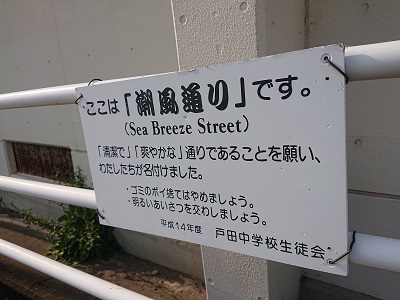 ここは「潮風通り」です。
(Sea Breeze Street)
「清潔で」「爽やかな」通りであることを願い、
わたしたちが名付けました。
・ゴミのポイ捨てはやめましょう。
・明るいあいさつを交わしましょう。
平成14年度 戸田中学校生徒会